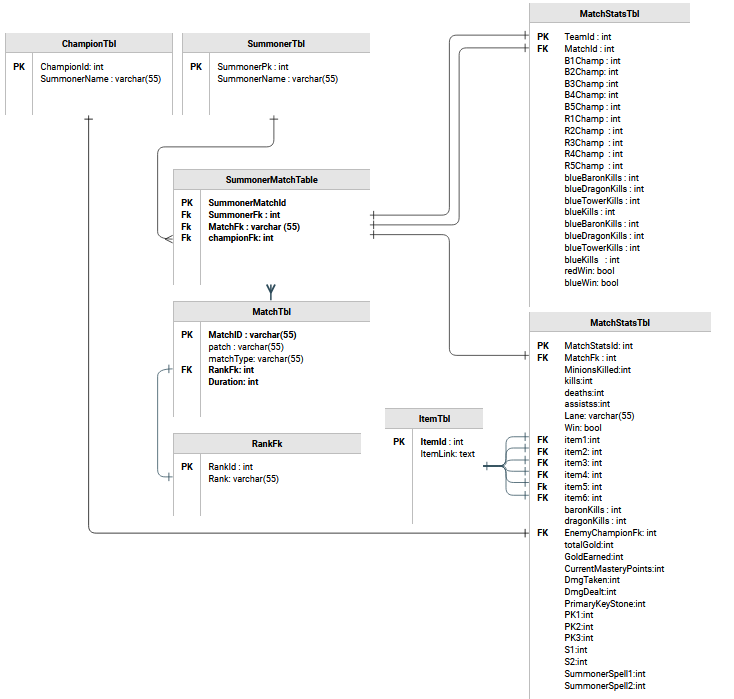 ChampionTbl
PK ChampionId: int
SummonerName : varchar(55)
SummonerTbl
PK SummonerPk : int
SummonerName : varchar(55)
MatchStatsTbl
PK TeamId : int
FK MatchId : int
B1Champ : int
B2Champ: int
B3Champ :int
B4Champ: int
B5Champ : int
R1Champ : int
R2Champ : int
R3Champ : int
R4Champ : int
R5Champ : int
blueBaronKills : int
blueDragonKills : int
blueTowerKills : int
blueKills : int
blueBaronKills : int
blueDragonKills : int
blueTowerKills : int
blueKills : int
redWin: bool
blueWin: bool
SummonerMatchTable
PK SummonerMatchId
Fk SummonerFk : int
Fk MatchFk : varchar (55)
Fk championFk: int
MatchTbl
PK MatchID : varchar(55)
patch : varchar(55)
matchType: varchar(55)
FK RankFk: int
Duration: int
RankFk
PK RankId : int
Rank: varchar(55)
ItemTbl
PK ItemId : int
ItemLink: text
MatchStatsTbl
PK MatchStatsId: int
FK MatchFk : int
MinionsKilled:int
kills:int
deaths:int
assistss:int
Lane: varchar(55)
Win: bool
FK item1:int
FK item2: int
FK item3: int
FK item4: int
Fk item5: int
FK item6: int
baronKills : int
dragonKills : int
FK EnemyChampionFk: int
totalGold:int
GoldEarned:int
CurrentMasteryPoints:int
DmgTaken:int
DmgDealt:int
PrimaryKeyStone:int
PK1:int
PK2:int
PK3:int
S1:int
S2:int
SummonerSpell1:int
SummonerSpell2:int